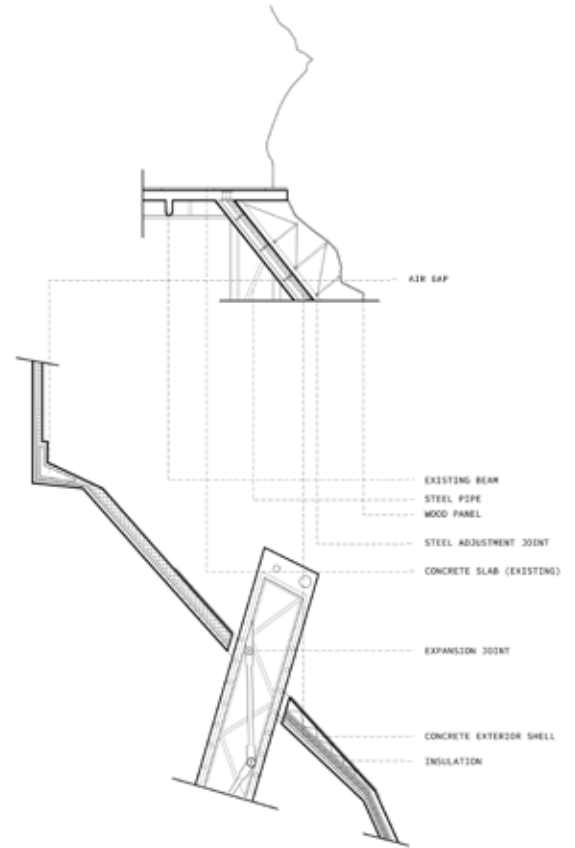 AIR GAP
EXISTING BEAM
STEEL PIPE
WOOD PANEL
STEEL ADJUSTMENT JOINT
CONCRETE SLAB (EXISTING)
EXPANSION JOINT
CONCRETE EXTERIOR SHELL
INSULATION